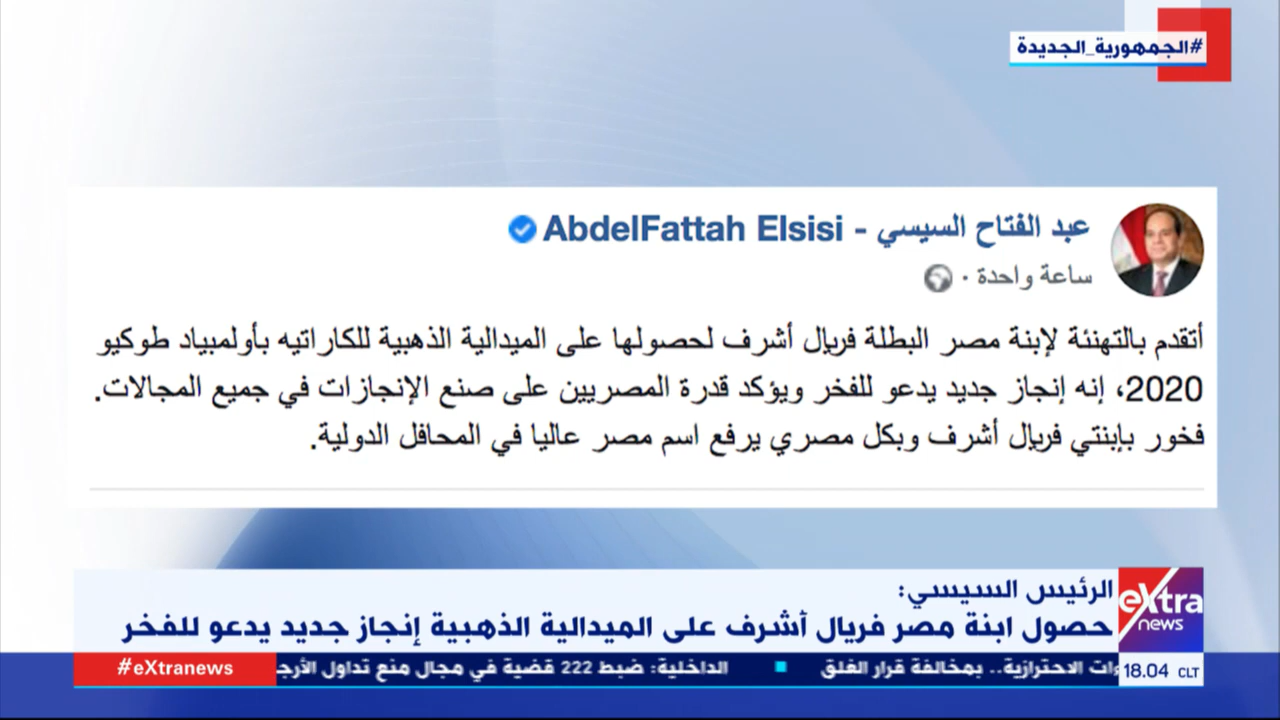 #الجمهورية_الجديدة
عبد الفتاح السيسي - AbdelFattah Elsisi
ساعة واحدة ·
أتقدم بالتهنئة لإبنة مصر البطلة فريال أشرف لحصولها على الميدالية الذهبية للكاراتيه بأولمبياد طوكيو
2020، إنه إنجاز جديد يدعو للفخر ويؤكد قدرة المصريين على صنع الإنجازات في جميع المجالات.
فخور بإبنتي فريال أشرف وبكل مصري يرفع اسم مصر عاليا في المحافل الدولية.
الرئيس السيسي:
حصول ابنة مصر فريال أشرف على الميدالية الذهبية إنجاز جديد يدعو للفخر
eXtra
news
الاحترازية.. بمخالفة قرار الغلق
الداخلية: ضبط 222 قضية في مجال منع تداول
#eXtranews
18.04 CLT